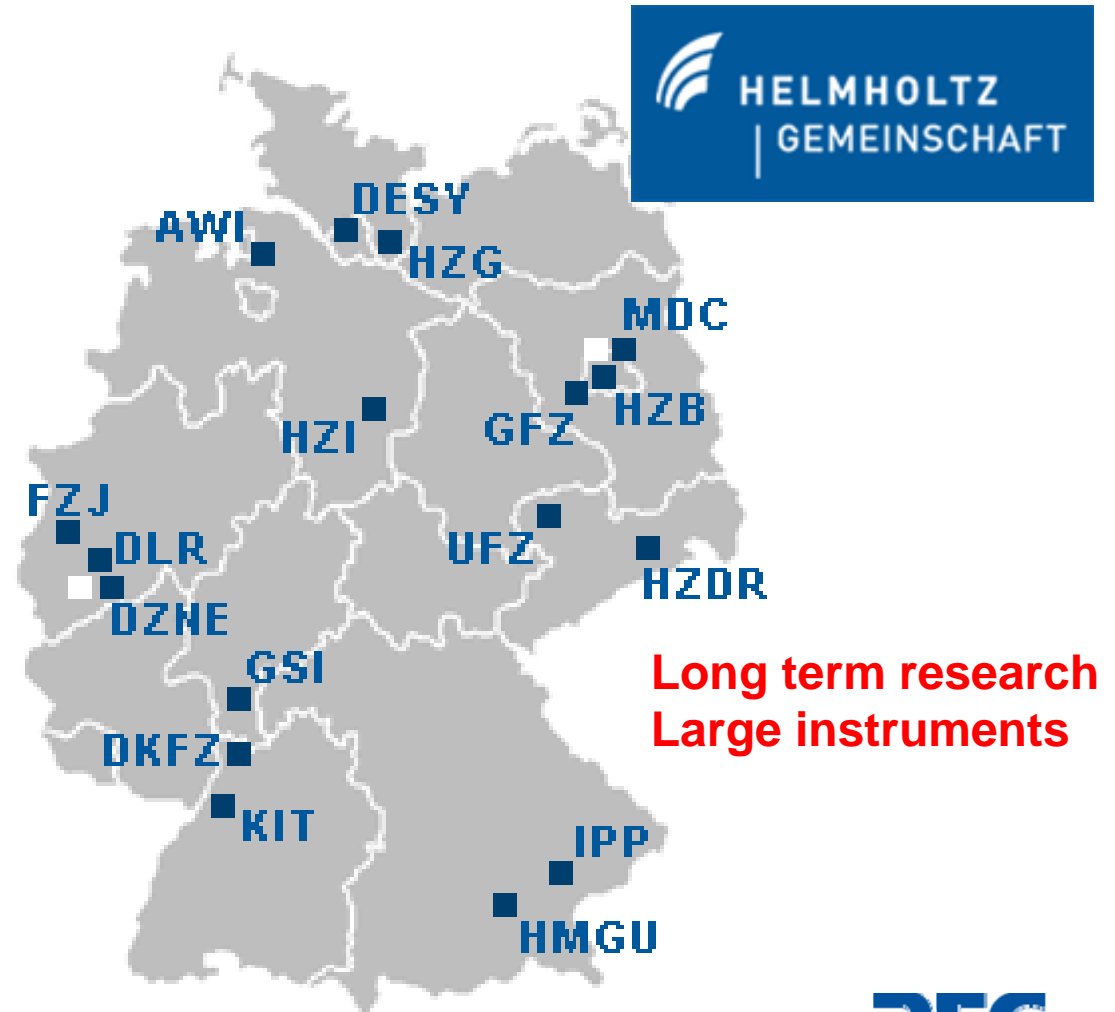 HELMHOLTZ
| GEMEINSCHAFT
DESY
AWI
HZG
MDC
HZB
GFZ
HZI
FZJ
DLR
UFZ
HZDR
DZNE
GSI
Long term research
Large instruments
DKFZ
KIT
IPP
HMGU